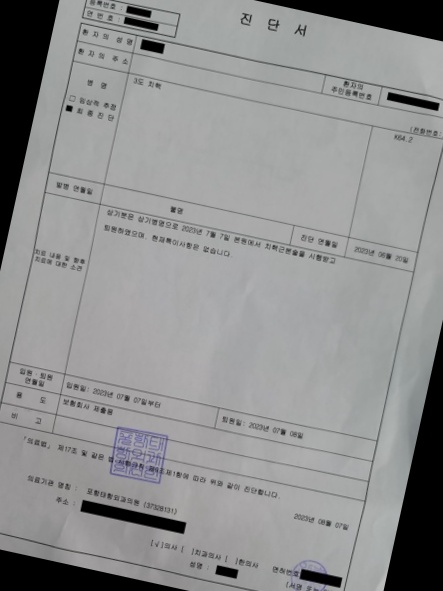 진 단 서
등록번호 :
연 번 호 :
환 자 의 성 명
환자의 주민등록번호
환 자 의 주 소
(전화번호:
병 명
□ 임상적 추정
■ 최 종 진 단
3도 치핵
K64.2
발병 연월일
불명
진단 연월일
2023년 06월 20일
치료 내용 및 향후 치료에 대한 소견
상기분은 상기병명으로 2023년 7월 7일 본원에서 치핵근본술을 시행받고
퇴원하였으며, 현재특이사항은 없습니다.
입원·퇴원 연월일
입원일: 2023년 07월 07일부터
퇴원일: 2023년 07월 08일
용 도
보험회사 제출용
비 고
「의료법」 제17조 및 같은 법 시행규칙 제9조제1항에 따라 위와 같이 진단합니다.
2023년 08월 07일
의료기관 명칭 : 포항태항외과의원 (37328131)
주소 :
[√]의사 [ ]치과의사 [ ]한의사 면허번호
성명 :
(서명 또는